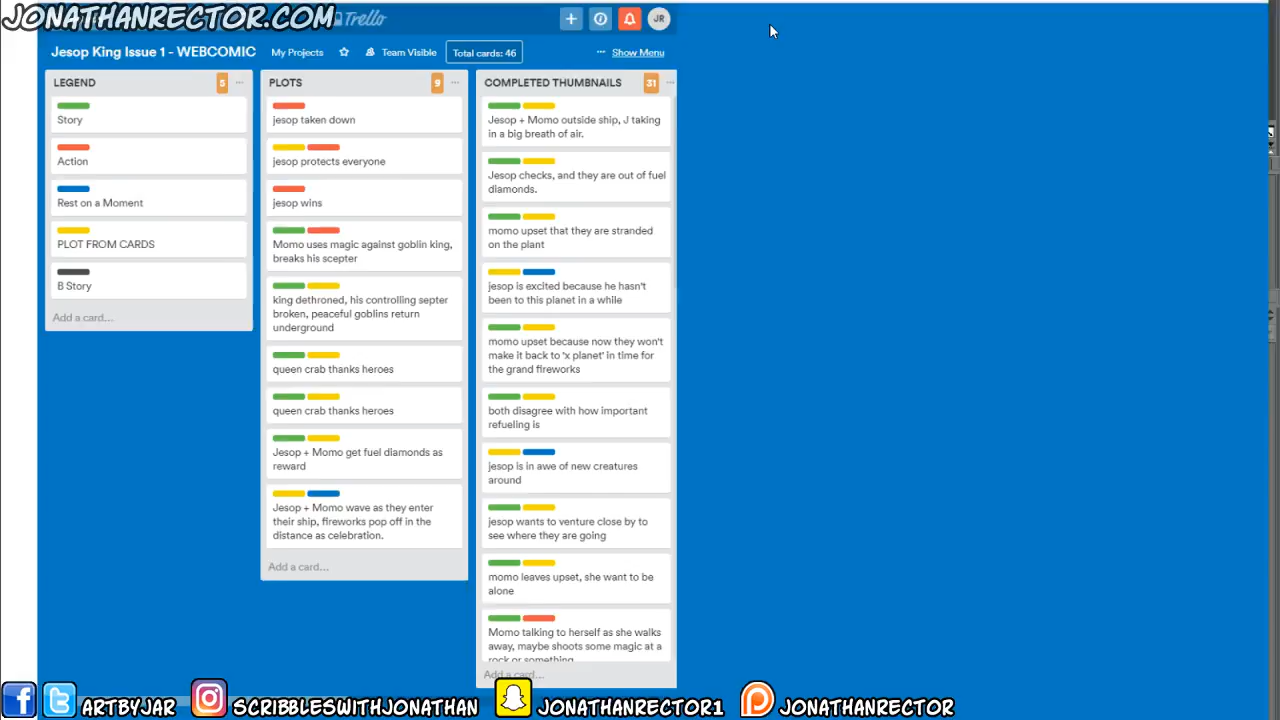 JONATHANRECTOR.COM
Trello
JR
Jesop King Issue 1 - WEBCOMIC
My Projects
Team Visible
Total cards: 46
... Show Menu
LEGEND
5
Story
Action
Rest on a Moment
PLOT FROM CARDS
B Story
Add a card...
PLOTS
9
jesop taken down
jesop protects everyone
jesop wins
Momo uses magic against goblin king,
breaks his scepter
king dethroned, his controlling septer
broken, peaceful goblins return
underground
queen crab thanks heroes
queen crab thanks heroes
Jesop + Momo get fuel diamonds as
reward
Jesop + Momo wave as they enter
their ship, fireworks pop off in the
distance as celebration.
Add a card...
COMPLETED THUMBNAILS
31
Jesop + Momo outside ship, J taking
in a big breath of air.
Jesop checks, and they are out of fuel
diamonds.
momo upset that they are stranded
on the plant
jesop is excited because he hasn't
been to this planet in a while
momo upset because now they won't
make it back to 'x planet' in time for
the grand fireworks
both disagree with how important
refueling is
jesop is in awe of new creatures
around
jesop wants to venture close by to
see where they are going
momo leaves upset, she want to be
alone
Momo talking to herself as she walks
away, maybe shoots some magic at a
rock or something
Add a card...
ARTBYJAR
SCRIBBLESWITHJONATHAN
JONATHANRECTOR1
JONATHANRECTOR